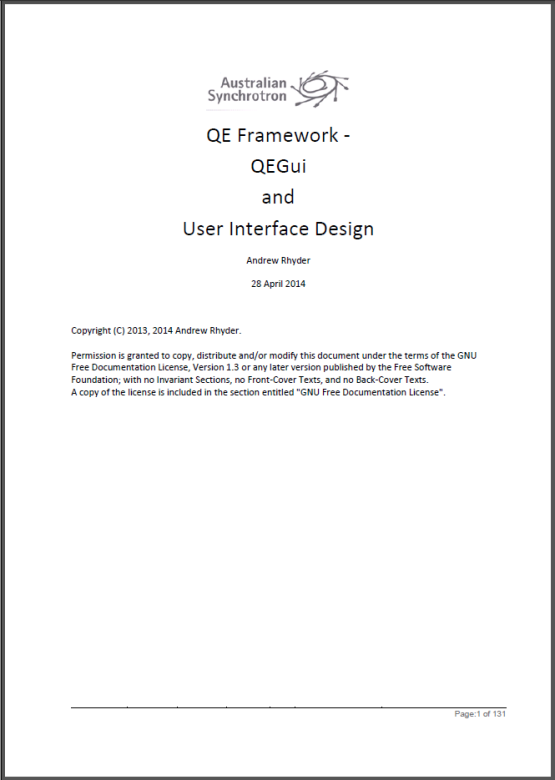 Australian
Synchrotron
QE Framework -
QEGui
and
User Interface Design
Andrew Rhyder
28 April 2014
Copyright (C) 2013, 2014 Andrew Rhyder.
Permission is granted to copy, distribute and/or modify this document under the terms of the GNU
Free Documentation License, Version 1.3 or any later version published by the Free Software
Foundation; with no Invariant Sections, no Front-Cover Texts, and no Back-Cover Texts.
A copy of the license is included in the section entitled "GNU Free Documentation License".
Page:1 of 131